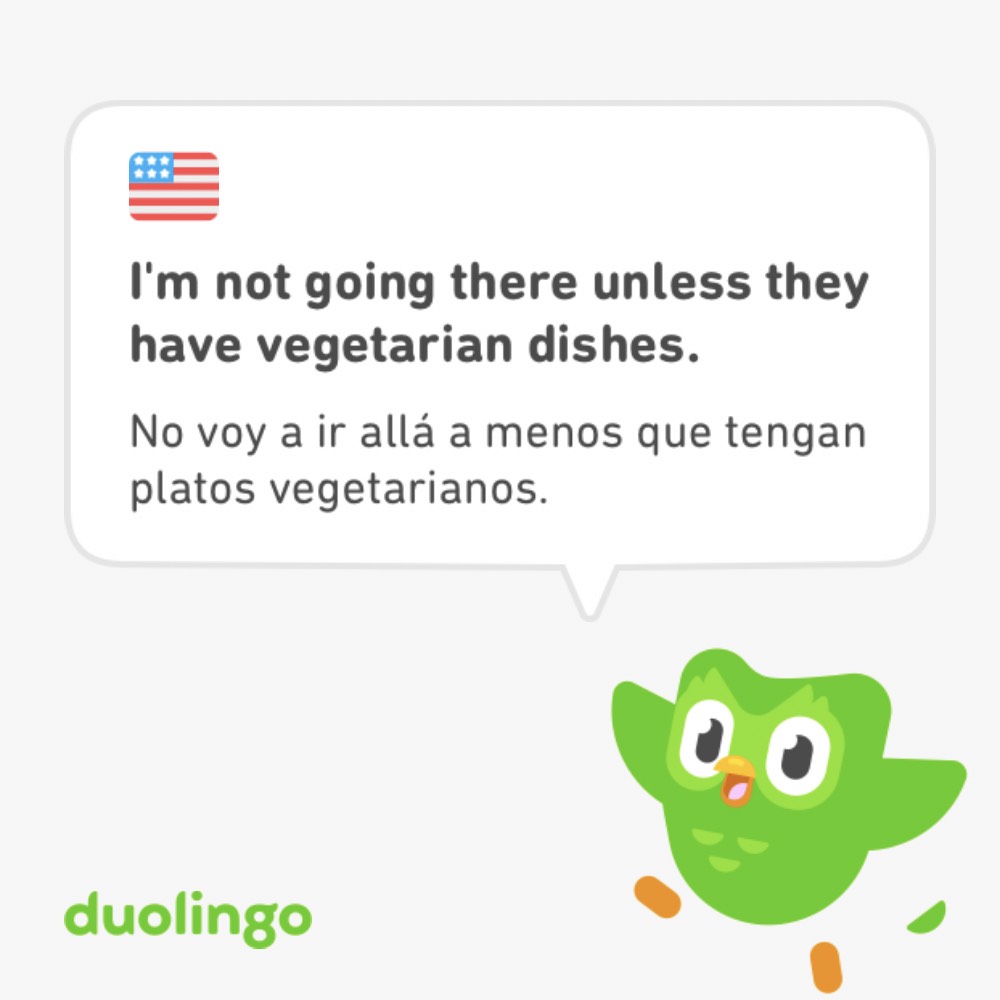 I'm not going there unless they
have vegetarian dishes.
No voy a ir allá a menos que tengan
platos vegetarianos.
duolingo